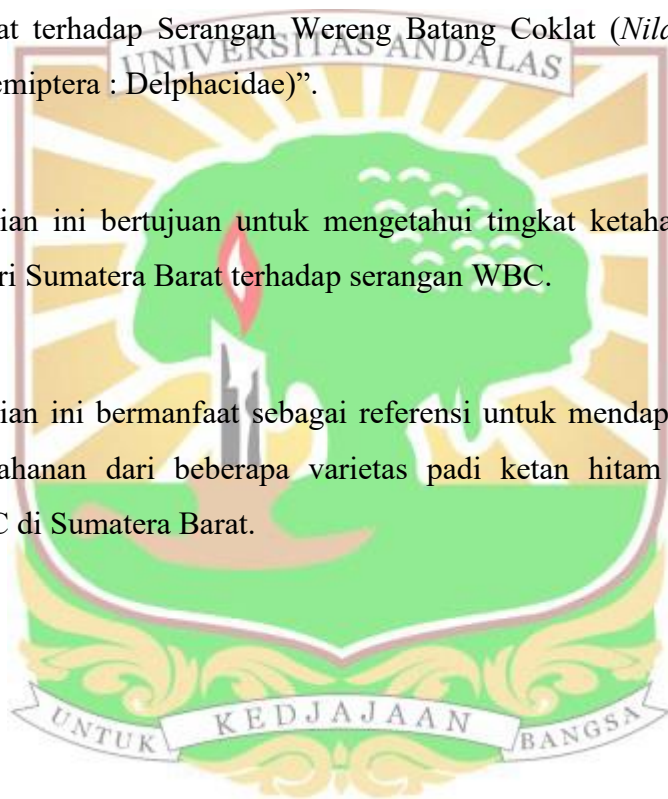 at terhadap Serangan Wereng Batang Coklat (Nila
UNIVERSITAS ANDALAS
emiptera : Delphacidae)”.
ian ini bertujuan untuk mengetahui tingkat ketaha
ri Sumatera Barat terhadap serangan WBC.
ian ini bermanfaat sebagai referensi untuk mendap
ahanan dari beberapa varietas padi ketan hitam
C di Sumatera Barat.
UNTUK KEDJAJAAN BANGSA